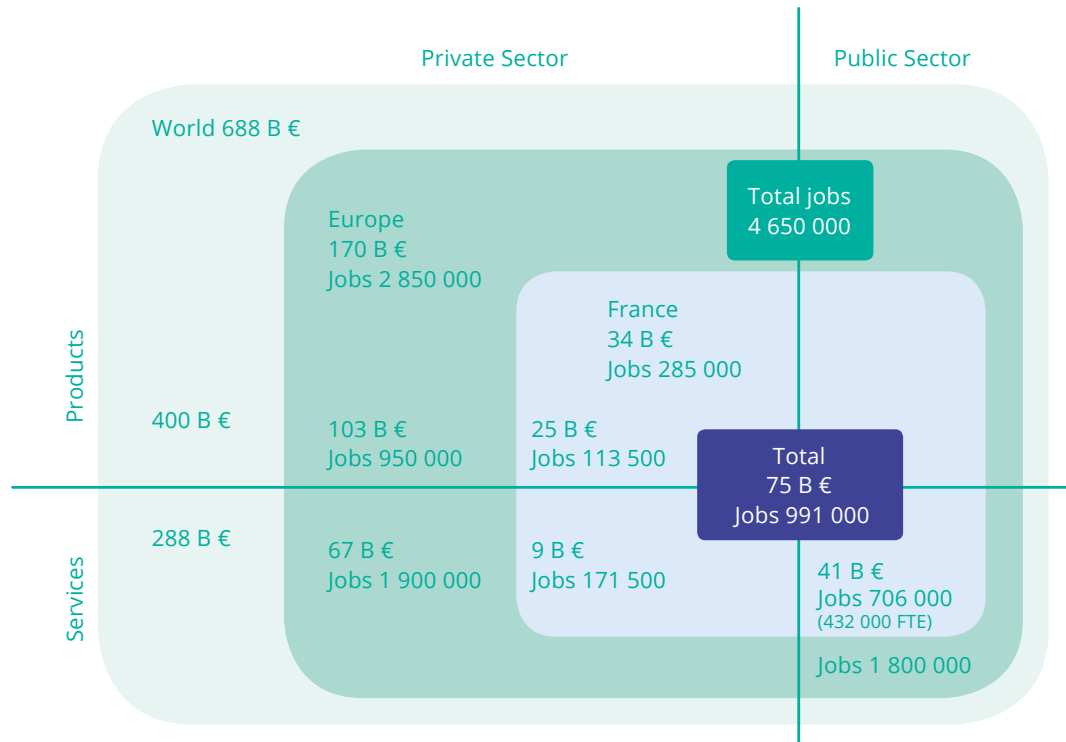 Private Sector
Public Sector
World 688 B €
Total jobs
4 650 000
Europe
170 B €
Jobs 2 850 000
France
34 B €
Jobs 285 000
Products
400 B €
103 B €
Jobs 950 000
25 B €
Jobs 113 500
Total
75 B €
Jobs 991 000
Services
288 B €
67 B €
Jobs 1 900 000
9 B €
Jobs 171 500
41 B €
Jobs 706 000
(432 000 FTE)
Jobs 1 800 000